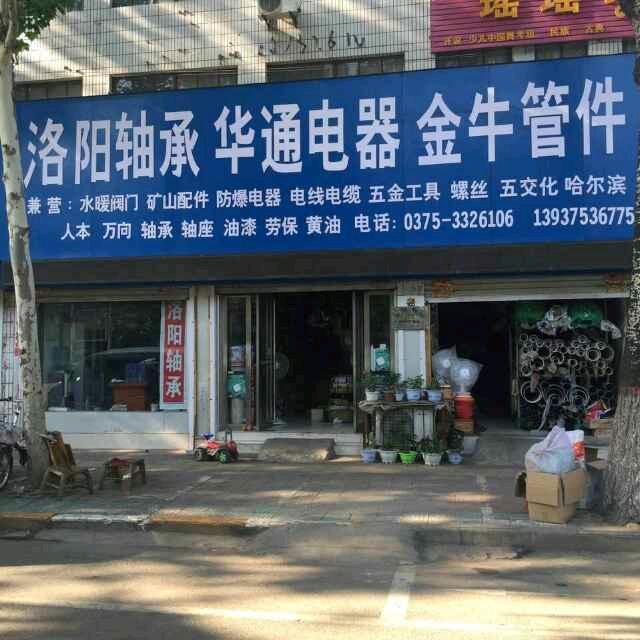 洛阳轴承 华通电器 金牛管件
兼营：水暖阀门 矿山配件 防爆电器 电线电缆 五金工具 螺丝 五交化 哈尔滨
人本 万向 轴承 轴座 油漆 劳保 黄油 电话：0375-3326106 13937536775
洛阳轴承